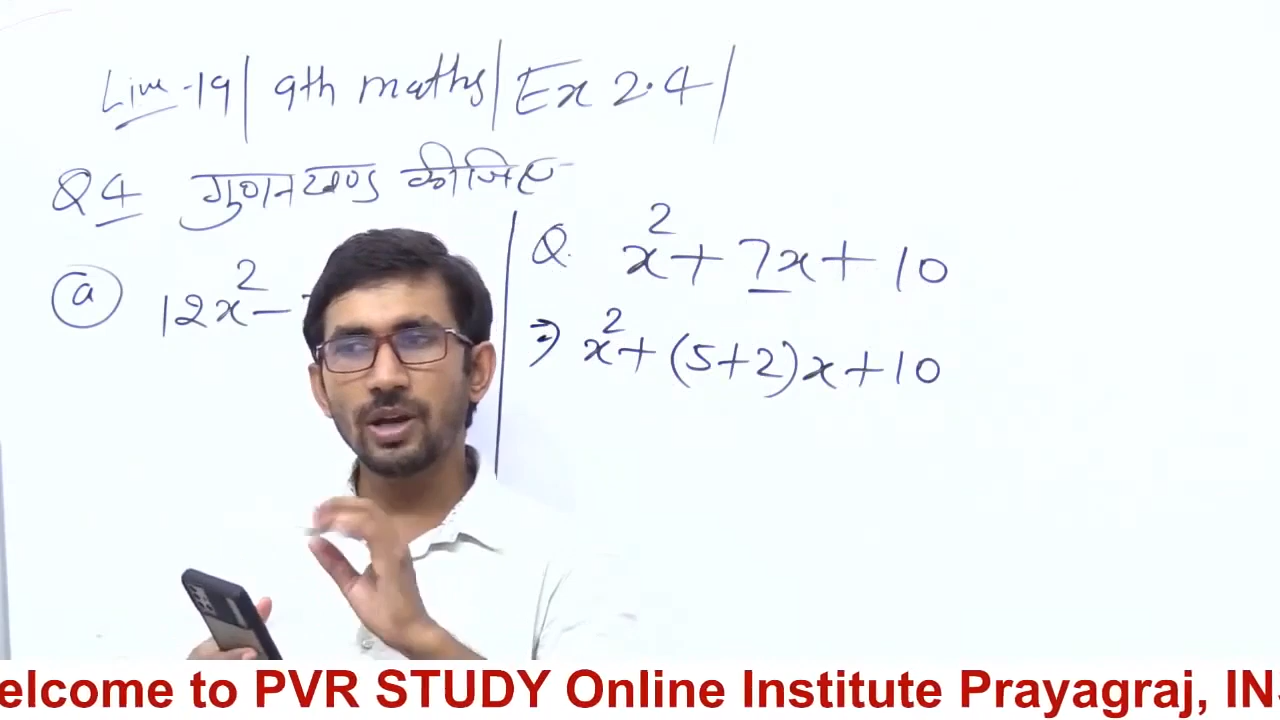 Live-19 | 9th maths | Ex 2.4 |
Q4 गुणनखण्ड कीजिए
(a) 12x² -
Q. x² + 7x + 10
⇒ x² + (5+2)x + 10
elcome to PVR STUDY Online Institute Prayagraj, IN